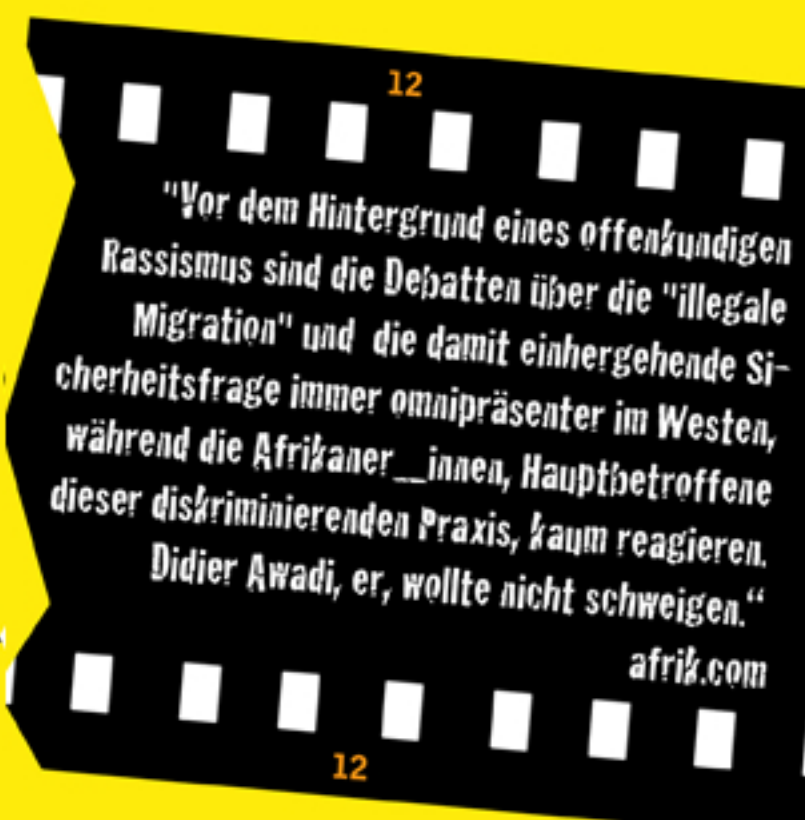 12
"Vor dem Hintergrund eines offenkundigen
Rassismus sind die Debatten über die "illegale
Migration" und die damit einhergehende Si-
cherheitsfrage immer omnipräsenter im Westen,
während die Afrikaner__innen, Hauptbetroffene
dieser diskriminierenden Praxis, kaum reagieren.
Didier Awadi, er, wollte nicht schweigen.“
afrik.com
12